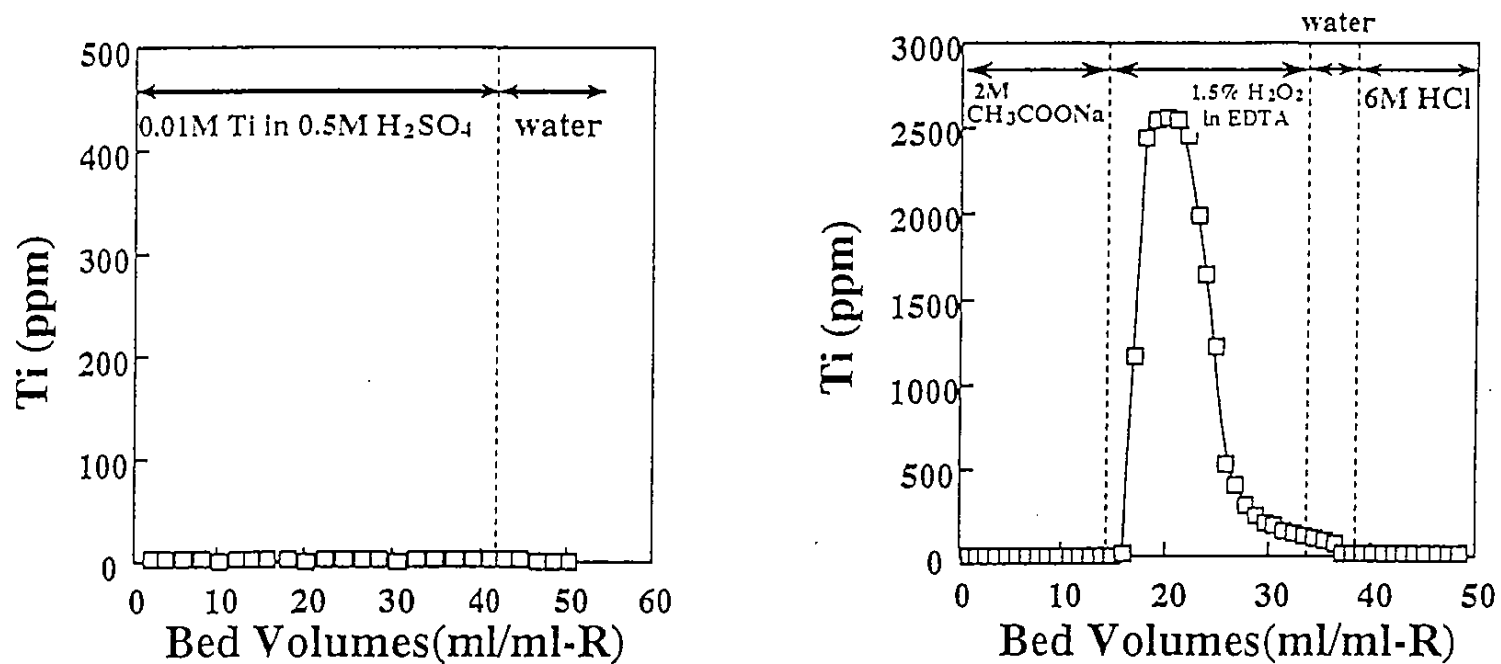 500
400
300
200
100
0
Ti (ppm)
0.01M Ti in 0.5M H₂SO₄
water
0 10 20 30 40 50 60
Bed Volumes(ml/ml-R)
water
3000
2500
2000
1500
1000
500
0
Ti (ppm)
2M
CH₃COONa
1.5% H₂O₂
in EDTA
6M HCl
0 10 20 30 40 50
Bed Volumes(ml/ml-R)